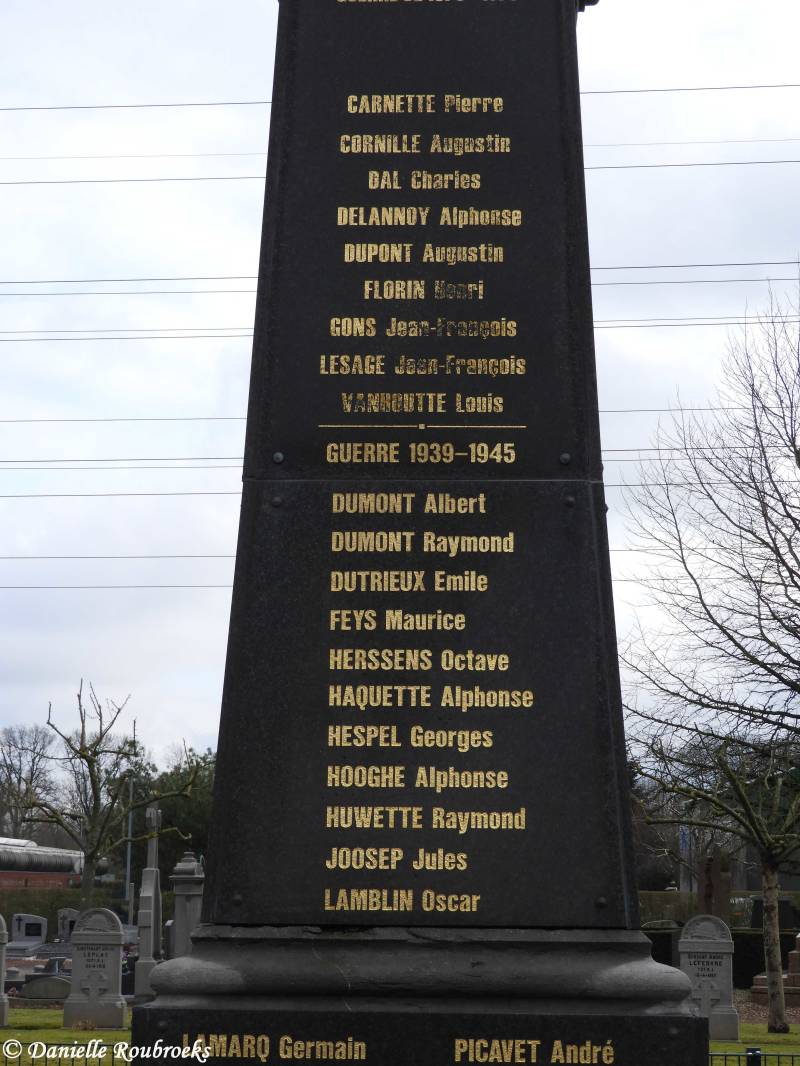 CARNETTE Pierre
CORNILLE Augustin
DAL Charles
DELANNOY Alphonse
DUPONT Augustin
FLORIN Henri
GONS Jean-François
LESAGE Jean-François
VANHOUTTE Louis
GUERRE 1939-1945
DUMONT Albert
DUMONT Raymond
DUTRIEUX Emile
FEYS Maurice
HERSSENS Octave
HAQUETTE Alphonse
HESPEL Georges
HOOGHE Alphonse
HUWETTE Raymond
JOOSEP Jules
LAMBLIN Oscar
LAMARQ Germain
PICAVET André
LEPLAE
LEFEBVRE
© Danielle Roubroeks